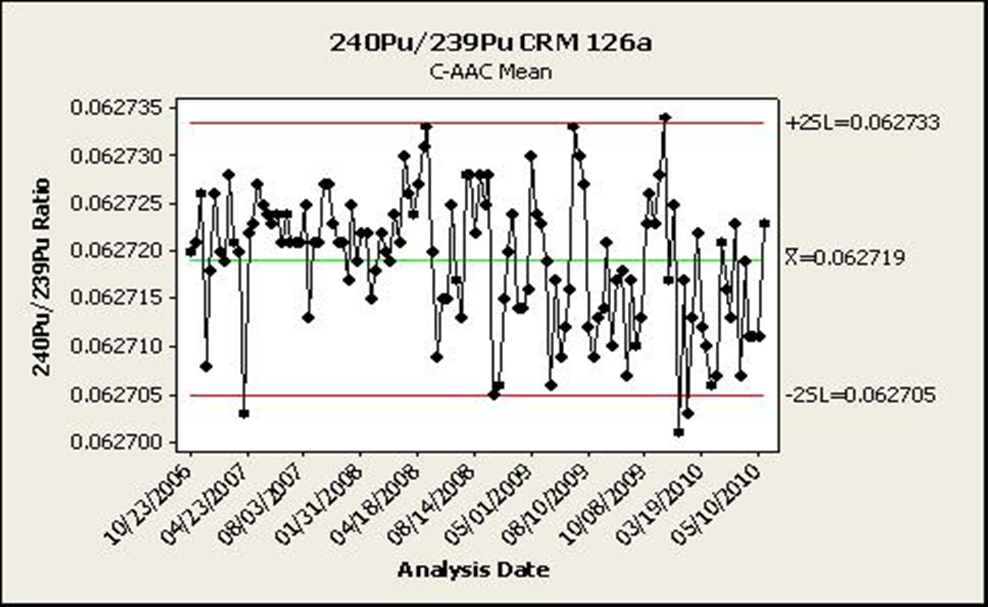 240Pu/239Pu CRM 126a
C-AAC Mean
0.062735
0.062730
0.062725
0.062720
0.062715
0.062710
0.062705
0.062700
240Pu/239Pu Ratio
+2SL=0.062733
X̄=0.062719
-2SL=0.062705
10/23/2006
04/23/2007
08/03/2007
01/31/2008
04/18/2008
08/14/2008
05/01/2009
08/10/2009
10/08/2009
03/19/2010
05/10/2010
Analysis Date